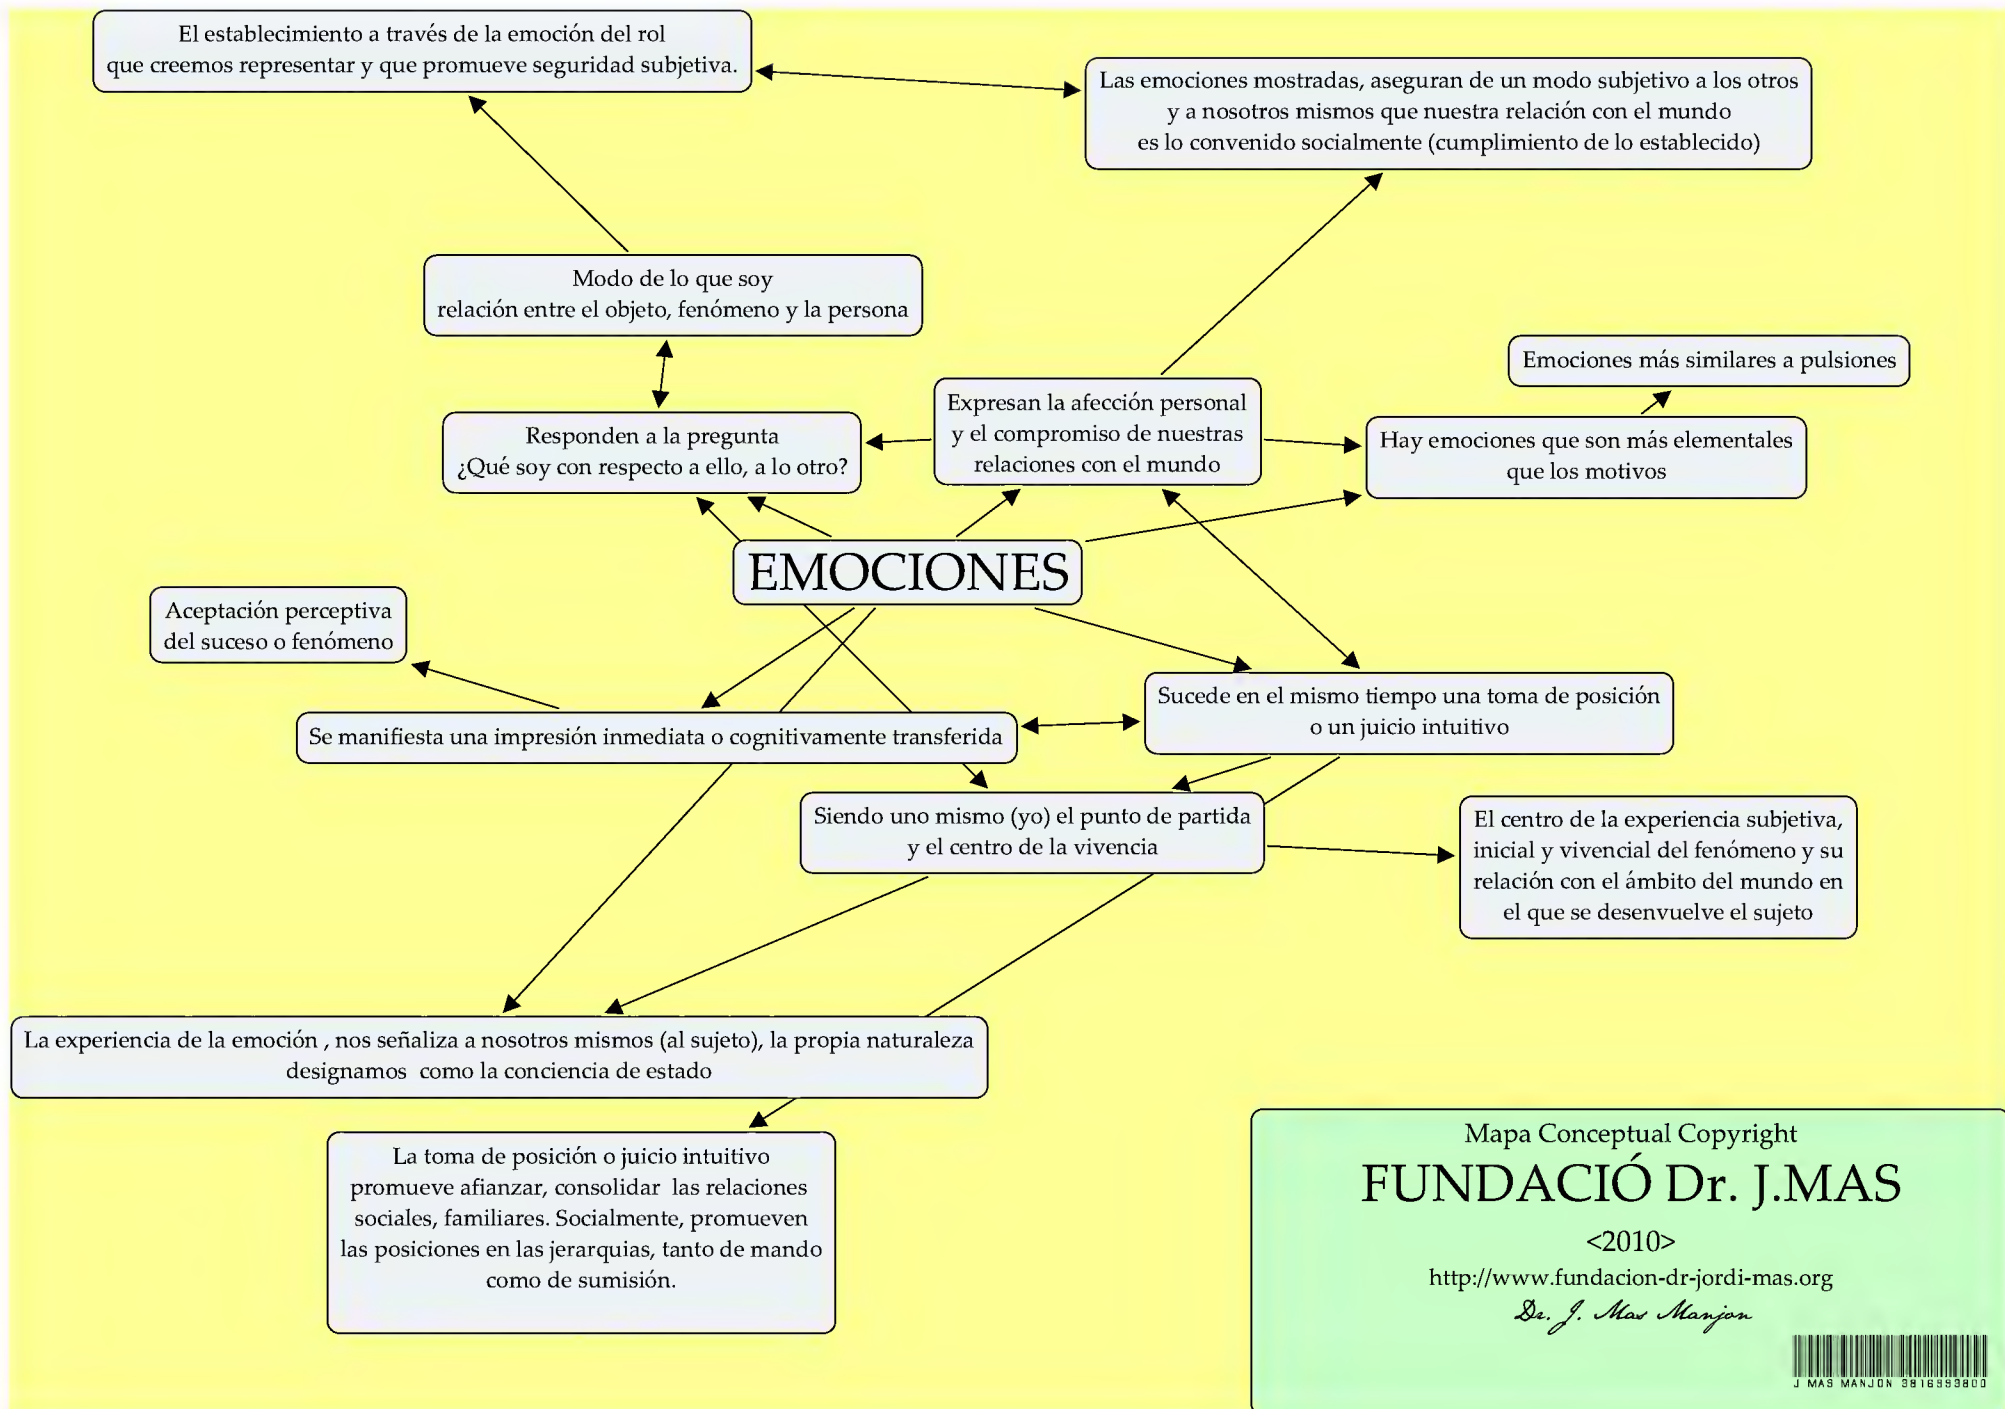 El establecimiento a través de la emoción del rol
que creemos representar y que promueve seguridad subjetiva.
Las emociones mostradas, aseguran de un modo subjetivo a los otros
y a nosotros mismos que nuestra relación con el mundo
es lo convenido socialmente (cumplimiento de lo establecido)
Modo de lo que soy
relación entre el objeto, fenómeno y la persona
Emociones más similares a pulsiones
Expresan la afección personal
y el compromiso de nuestras
relaciones con el mundo
Responden a la pregunta
¿Qué soy con respecto a ello, a lo otro?
Hay emociones que son más elementales
que los motivos
EMOCIONES
Aceptación perceptiva
del suceso o fenómeno
Sucede en el mismo tiempo una toma de posición
o un juicio intuitivo
Se manifiesta una impresión inmediata o cognitivamente transferida
Siendo uno mismo (yo) el punto de partida
y el centro de la vivencia
El centro de la experiencia subjetiva,
inicial y vivencial del fenómeno y su
relación con el ámbito del mundo en
el que se desenvuelve el sujeto
La experiencia de la emoción , nos señaliza a nosotros mismos (al sujeto), la propia naturaleza
designamos como la conciencia de estado
La toma de posición o juicio intuitivo
promueve afianzar, consolidar las relaciones
sociales, familiares. Socialmente, promueven
las posiciones en las jerarquias, tanto de mando
como de sumisión.
Mapa Conceptual Copyright
FUNDACIÓ Dr. J.MAS
<2010>
http://www.fundacion-dr-jordi-mas.org
Dr. J. Mas Manjon
J MAS MANJON